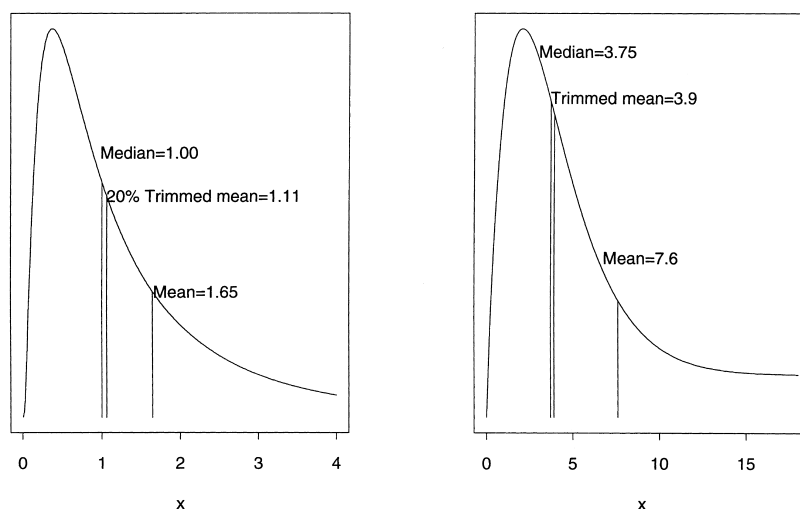 Median=1.00
20% Trimmed mean=1.11
Mean=1.65
0 1 2 3 4
x
Median=3.75
Trimmed mean=3.9
Mean=7.6
0 5 10 15
x